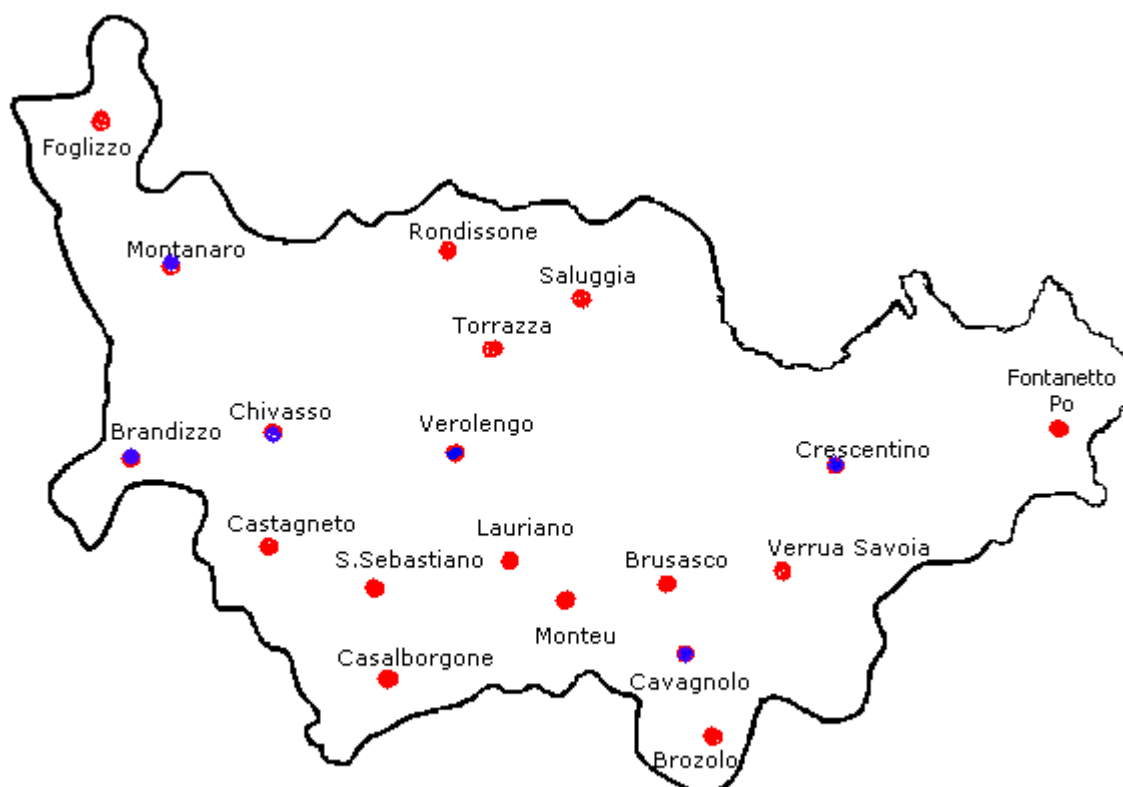 Foglizzo
Montanaro
Rondissone
Saluggia
Torrazza
Fontanetto
Po
Chivasso
Brandizzo
Verolengo
Crescentino
Castagneto
S.Sebastiano
Lauriano
Brusasco
Verrua Savoia
Monteu
Casalborgone
Cavagnolo
Brozolo